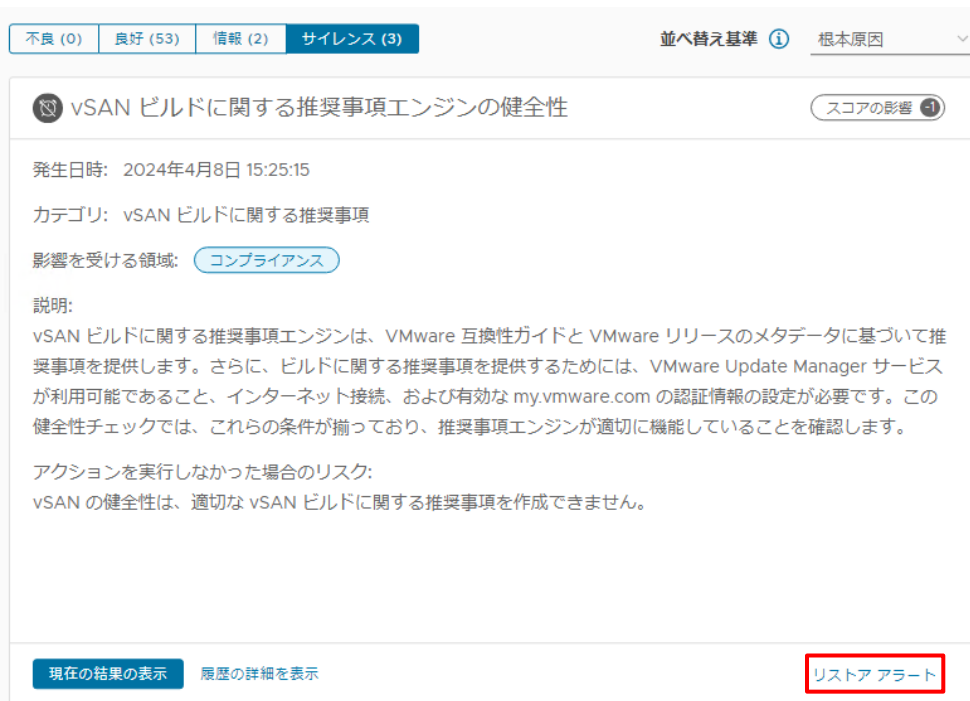 不良 (0) 良好 (53) 情報 (2) サイレンス (3) 並べ替え基準 根本原因
vSAN ビルドに関する推奨事項エンジンの健全性 スコアの影響 -1
発生日時: 2024年4月8日 15:25:15
カテゴリ: vSAN ビルドに関する推奨事項
影響を受ける領域: コンプライアンス
説明:
vSAN ビルドに関する推奨事項エンジンは、VMware 互換性ガイドと VMware リリースのメタデータに基づいて推
奨事項を提供します。さらに、ビルドに関する推奨事項を提供するためには、VMware Update Manager サービス
が利用可能であること、インターネット接続、および有効な my.vmware.com の認証情報の設定が必要です。この
健全性チェックでは、これらの条件が揃っており、推奨事項エンジンが適切に機能していることを確認します。
アクションを実行しなかった場合のリスク:
vSAN の健全性は、適切な vSAN ビルドに関する推奨事項を作成できません。
現在の結果の表示 履歴の詳細を表示 リストア アラート